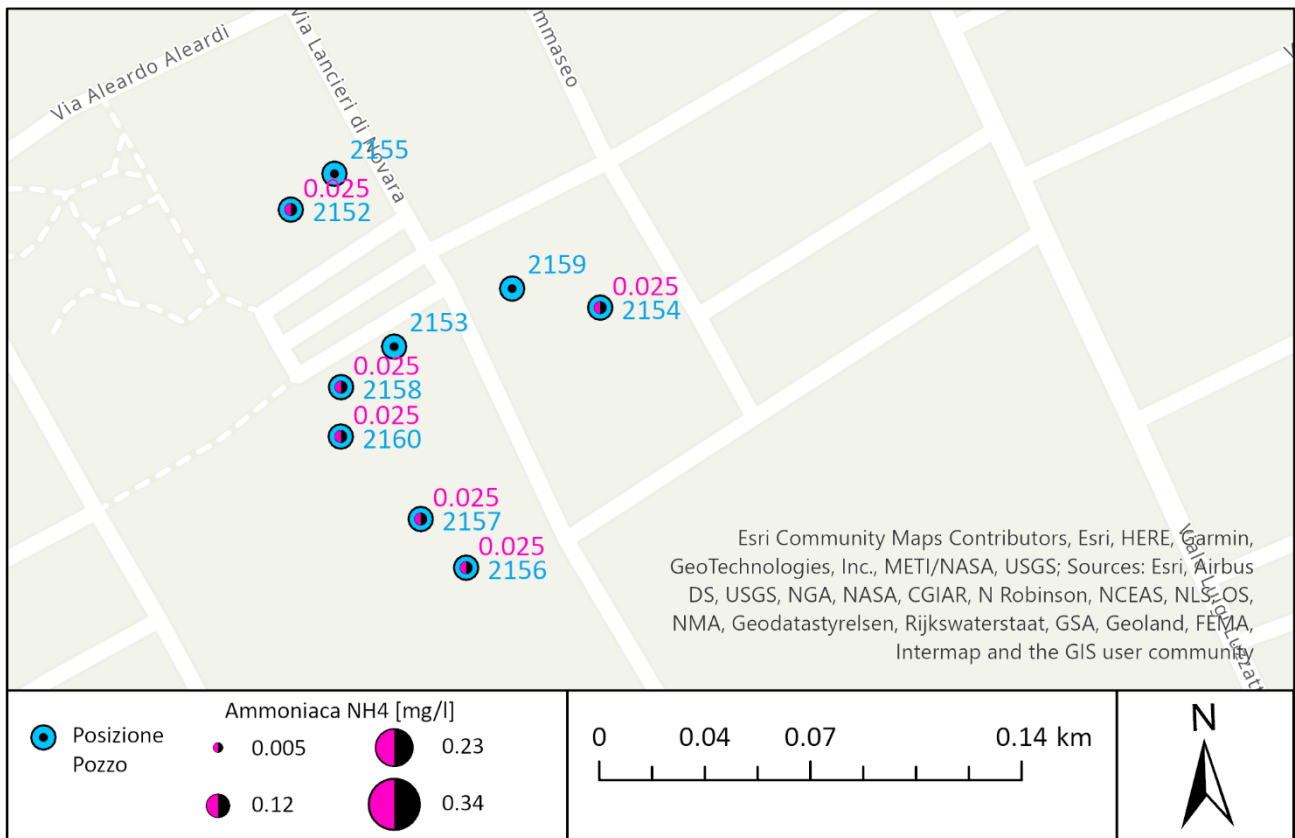 Via Aleardo Aleardi
Via Lancieri di Novara
mmaseo
2155
0.025
2152
2159
0.025
2154
2153
0.025
2158
0.025
2160
0.025
2157
0.025
2156
Esri Community Maps Contributors, Esri, HERE, Garmin,
GeoTechnologies, Inc., METI/NASA, USGS; Sources: Esri, Airbus
DS, USGS, NGA, NASA, CGIAR, N Robinson, NCEAS, NLS, OS,
NMA, Geodatastyrelsen, Rijkswaterstaat, GSA, Geoland, FEMA,
Intermap and the GIS user community
Luigi Luzzatt
Posizione
Pozzo
Ammoniaca NH4 [mg/l]
0.005
0.23
0.12
0.34
0 0.04 0.07 0.14 km
N